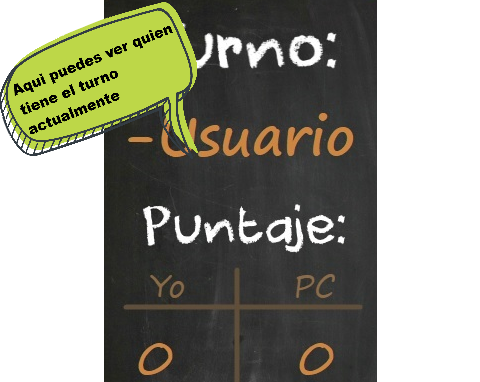 Aqui puedes ver quien
tiene el turno
actualmente
urno:
-Usuario
Puntaje:
Yo PC
0 0